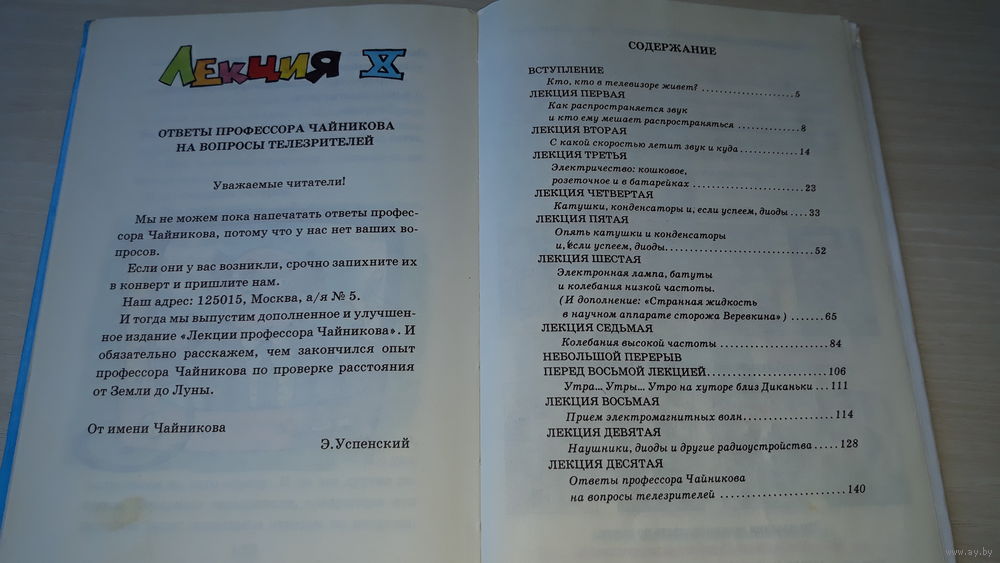 ЛЕКЦИЯ X
ОТВЕТЫ ПРОФЕССОРА ЧАЙНИКОВА
НА ВОПРОСЫ ТЕЛЕЗРИТЕЛЕЙ
Уважаемые читатели!
Мы не можем пока напечатать ответы профес-
сора Чайникова, потому что у нас нет ваших во-
просов.
Если они у вас возникли, срочно запихните их
в конверт и пришлите нам.
Наш адрес: 125015, Москва, а/я № 5.
И тогда мы выпустим дополненное и улучшен-
ное издание «Лекции профессора Чайникова». И
обязательно расскажем, чем закончился опыт
профессора Чайникова по проверке расстояния
от Земли до Луны.
От имени Чайникова
Э.Успенский
СОДЕРЖАНИЕ
ВСТУПЛЕНИЕ
Кто, кто в телевизоре живет? ..................5
ЛЕКЦИЯ ПЕРВАЯ
Как распространяется звук
и кто ему мешает распространяться ............8
ЛЕКЦИЯ ВТОРАЯ
С какой скоростью летит звук и куда............14
ЛЕКЦИЯ ТРЕТЬЯ
Электричество: кошковое,
розеточное и в батарейках .....................23
ЛЕКЦИЯ ЧЕТВЕРТАЯ
Катушки, конденсаторы и, если успеем, диоды ....33
ЛЕКЦИЯ ПЯТАЯ
Опять катушки и конденсаторы
и, если успеем, диоды...........................52
ЛЕКЦИЯ ШЕСТАЯ
Электронная лампа, батуты
и колебания низкой частоты.
(И дополнение: «Странная жидкость
в научном аппарате сторожа Веревкина») ........65
ЛЕКЦИЯ СЕДЬМАЯ
Колебания высокой частоты .....................84
НЕБОЛЬШОЙ ПЕРЕРЫВ
ПЕРЕД ВОСЬМОЙ ЛЕКЦИЕЙ.....................106
Утра... Утры... Утро на хуторе близ Диканьки ...111
ЛЕКЦИЯ ВОСЬМАЯ
Прием электромагнитных волн...................114
ЛЕКЦИЯ ДЕВЯТАЯ
Наушники, диоды и другие радиоустройства.....128
ЛЕКЦИЯ ДЕСЯТАЯ
Ответы профессора Чайникова
на вопросы телезрителей .......................140
www.ay.by